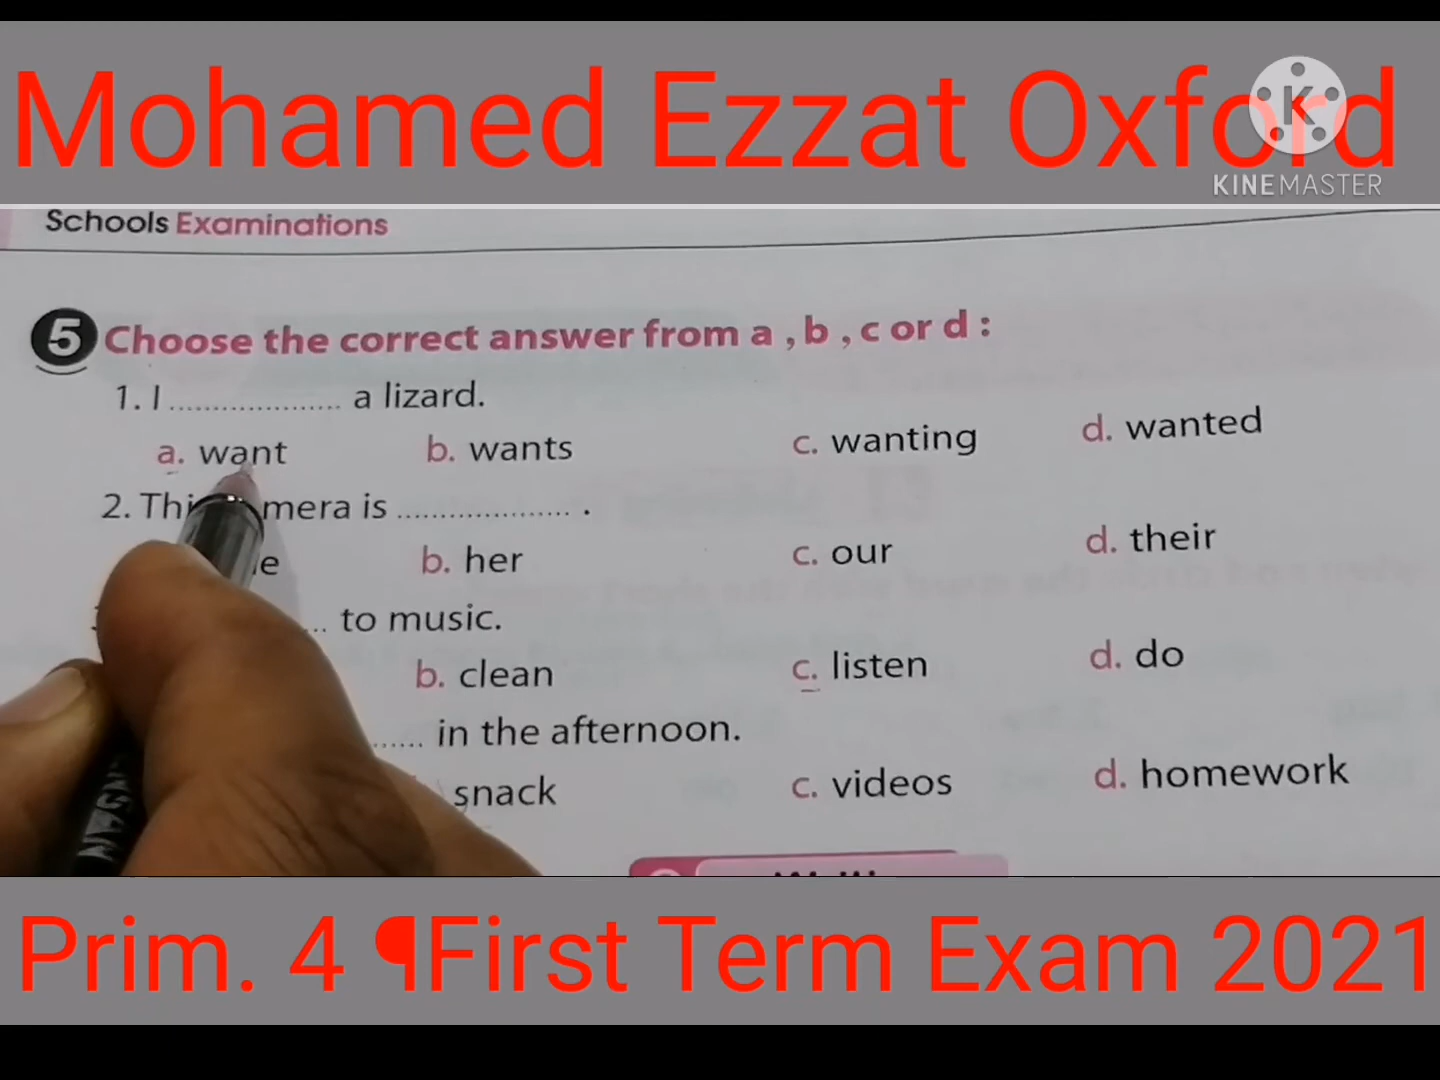 Mohamed Ezzat Oxford
K
KINEMASTER
Schools Examinations
5 Choose the correct answer from a , b , c or d :
1. I .................... a lizard.
a. want b. wants c. wanting d. wanted
2. is .................... .
b. her c. our d. their
to music.
b. clean c. listen d. do
in the afternoon.
snack c. videos d. homework
Prim. 4 ¶First Term Exam 2021